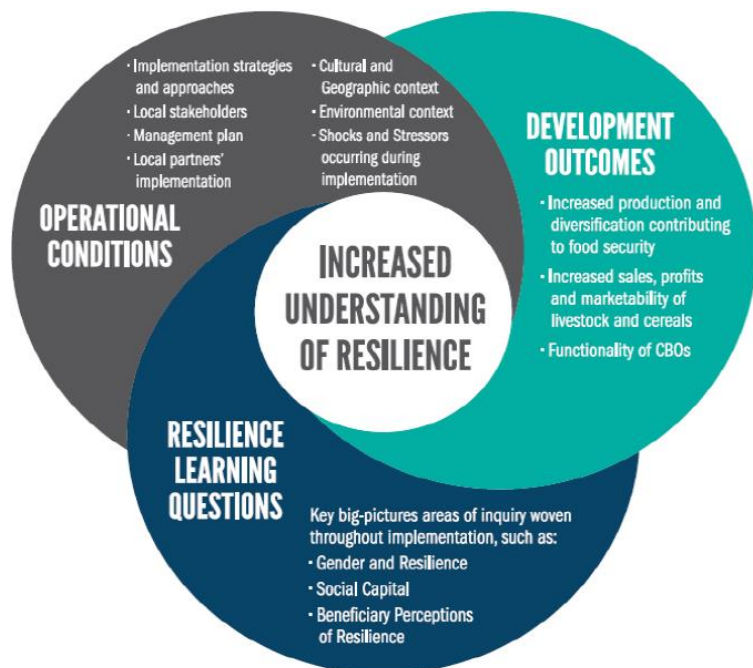 · Implementation strategies
and approaches
· Local stakeholders
· Management plan
· Local partners'
implementation
· Cultural and
Geographic context
· Environmental context
· Shocks and Stressors
occurring during
implementation
OPERATIONAL
CONDITIONS
DEVELOPMENT
OUTCOMES
· Increased production and
diversification contributing
to food security
· Increased sales, profits
and marketability of
livestock and cereals
· Functionality of CBOs
INCREASED
UNDERSTANDING
OF RESILIENCE
RESILIENCE
LEARNING
QUESTIONS
Key big-pictures areas of inquiry woven
throughout implementation, such as:
· Gender and Resilience
· Social Capital
· Beneficiary Perceptions
of Resilience